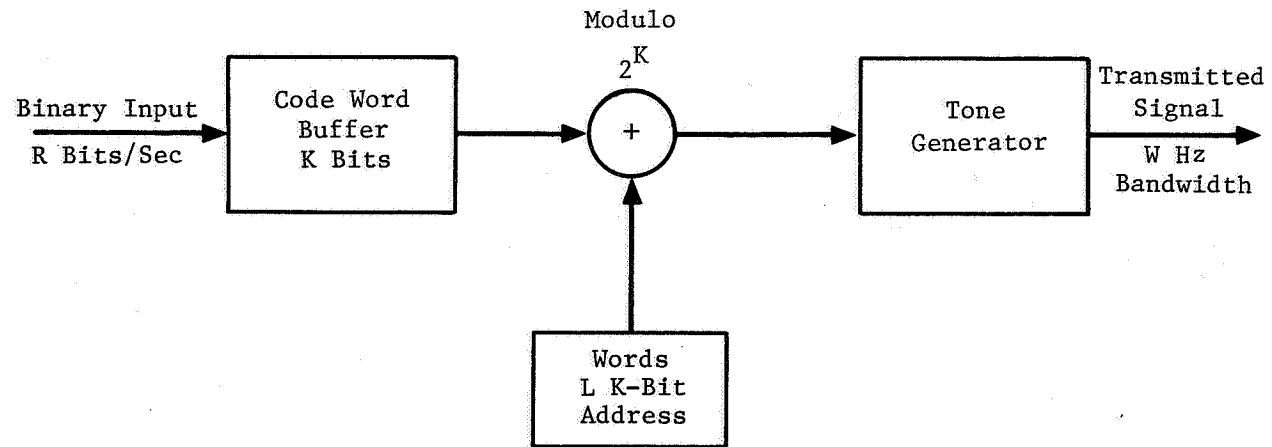 Modulo
2^K
Binary Input
R Bits/Sec
Code Word
Buffer
K Bits
+
Tone
Generator
Transmitted
Signal
W Hz
Bandwidth
Words
L K-Bit
Address